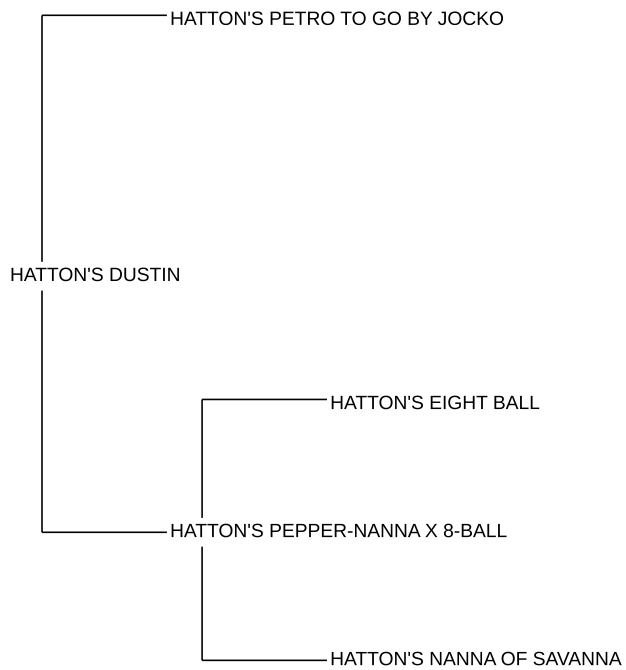 HATTON'S PETRO TO GO BY JOCKO
HATTON'S DUSTIN
HATTON'S EIGHT BALL
HATTON'S PEPPER-NANNA X 8-BALL
HATTON'S NANNA OF SAVANNA